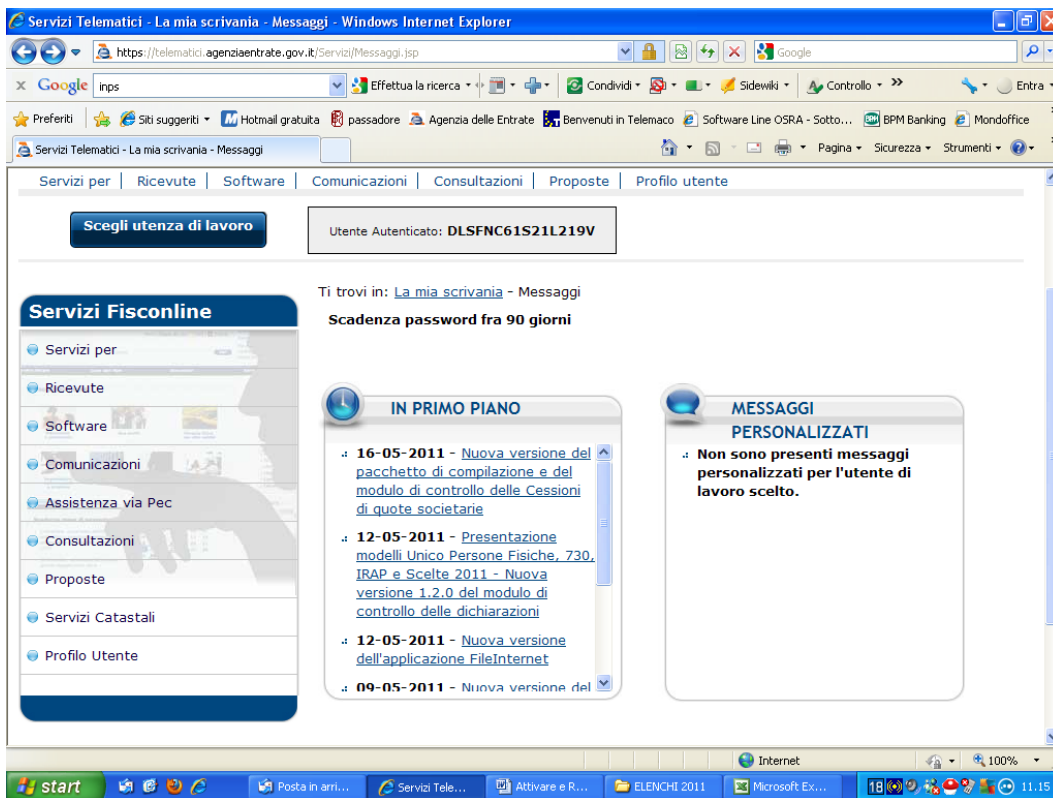 Servizi Telematici - La mia scrivania - Messaggi - Windows Internet Explorer
https://telematici.agenziaentrate.gov.it/Servizi/Messaggi.jsp
Google
x Google inps Effettua la ricerca Condividi Sidewiki Controllo >> Entra
Preferiti Siti suggeriti Hotmail gratuita passadore Agenzia delle Entrate Benvenuti in Telemaco Software Line OSRA - Sotto... BPM Banking Mondoffice
Servizi Telematici - La mia scrivania - Messaggi
Pagina Sicurezza Strumenti
Servizi per | Ricevute | Software | Comunicazioni | Consultazioni | Proposte | Profilo utente
Scegli utenza di lavoro
Utente Autenticato: DLSFNC61S21L219V
Ti trovi in: La mia scrivania - Messaggi
Scadenza password fra 90 giorni
Servizi Fisconline
Servizi per
Ricevute
Software
Comunicazioni
Assistenza via Pec
Consultazioni
Proposte
Servizi Catastali
Profilo Utente
IN PRIMO PIANO
16-05-2011 - Nuova versione del
pacchetto di compilazione e del
modulo di controllo delle Cessioni
di quote societarie
12-05-2011 - Presentazione
modelli Unico Persone Fisiche, 730,
IRAP e Scelte 2011 - Nuova
versione 1.2.0 del modulo di
controllo delle dichiarazioni
12-05-2011 - Nuova versione
dell'applicazione FileInternet
09-05-2011 - Nuova versione del
MESSAGGI
PERSONALIZZATI
Non sono presenti messaggi
personalizzati per l'utente di
lavoro scelto.
Internet
100%
start
Posta in arri...
Servizi Tele...
Attivare e R...
ELENCHI 2011
Microsoft Ex...
18
11.15